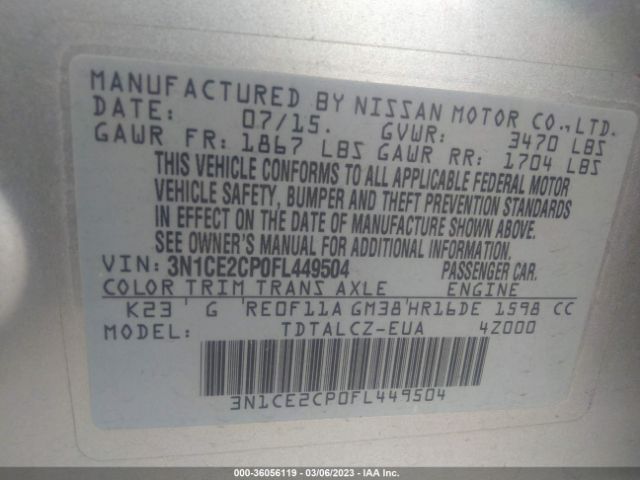 MANUFACTURED BY NISSAN MOTOR CO.,LTD.
DATE: 07/15. GVWR: 3470 LBS
GAWR FR: 1867 LBS GAWR RR: 1704 LBS
THIS VEHICLE CONFORMS TO ALL APPLICABLE FEDERAL MOTOR
VEHICLE SAFETY, BUMPER AND THEFT PREVENTION STANDARDS
IN EFFECT ON THE DATE OF MANUFACTURE SHOWN ABOVE.
SEE OWNER'S MANUAL FOR ADDITIONAL INFORMATION.
VIN: 3N1CE2CP0FL449504 PASSENGER CAR.
COLOR TRIM TRANS AXLE ENGINE
K23 G RE0F11A GM38 HR16DE 1598 CC
MODEL: TDTALCZ-EUA 4Z000
3N1CE2CP0FL449504
000-36056119 - 03/06/2023 - IAA Inc.